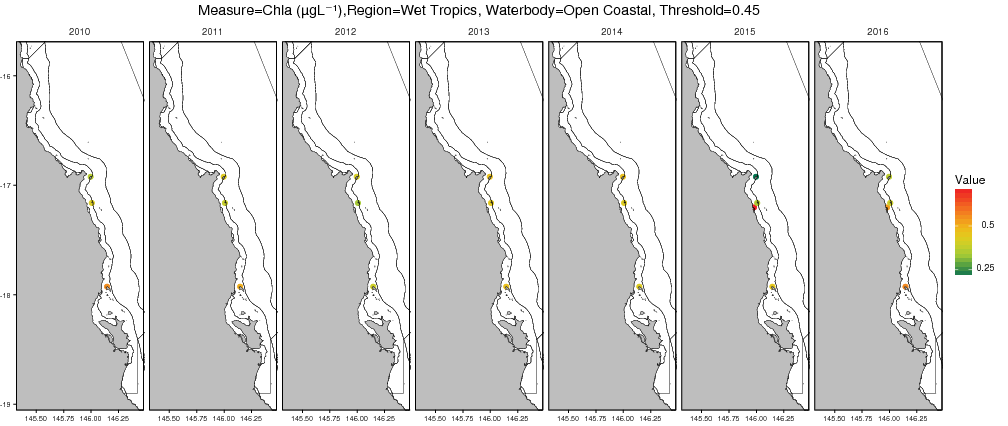 Measure=Chla (µgL⁻¹),Region=Wet Tropics, Waterbody=Open Coastal, Threshold=0.45
2010 2011 2012 2013 2014 2015 2016
-16
-17
-18
-19
Value
0.5
0.25
145.50 145.75 146.00 146.25 145.50 145.75 146.00 146.25 145.50 145.75 146.00 146.25 145.50 145.75 146.00 146.25 145.50 145.75 146.00 146.25 145.50 145.75 146.00 146.25 145.50 145.75 146.00 146.25